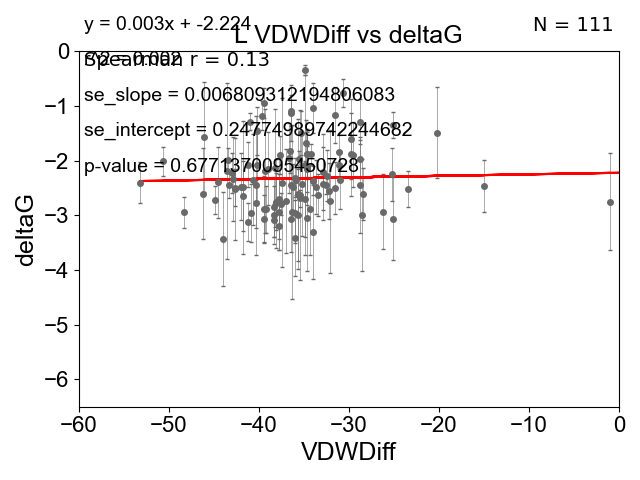 y = 0.003x + -2.224
L VDWDiff vs deltaG
N = 111
Spearman r = 0.13
se_slope = 0.006809312194806083
se_intercept = 0.24774989742244682
p-value = 0.6771370095450728
0
−1
−2
−3
−4
−5
−6
deltaG
−60
−50
−40
−30
−20
−10
0
VDWDiff